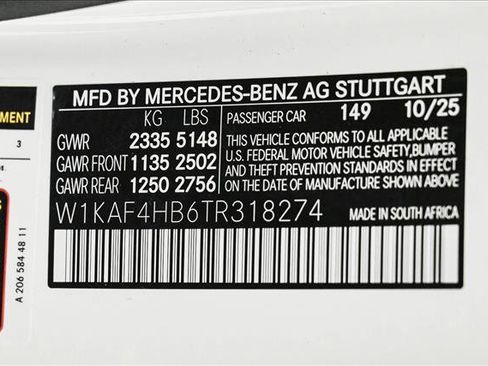 MFD BY MERCEDES-BENZ AG STUTTGART
KG LBS PASSENGER CAR 149 10/25
GVWR 2335 5148
GAWR FRONT 1135 2502
GAWR REAR 1250 2756
THIS VEHICLE CONFORMS TO ALL APPLICABLE
U.S. FEDERAL MOTOR VEHICLE SAFETY,BUMPER
AND THEFT PREVENTION STANDARDS IN EFFECT
ON THE DATE OF MANUFACTURE SHOWN ABOVE.
W1KAF4HB6TR318274 MADE IN SOUTH AFRICA
MENT
3
A 206 584 48 11